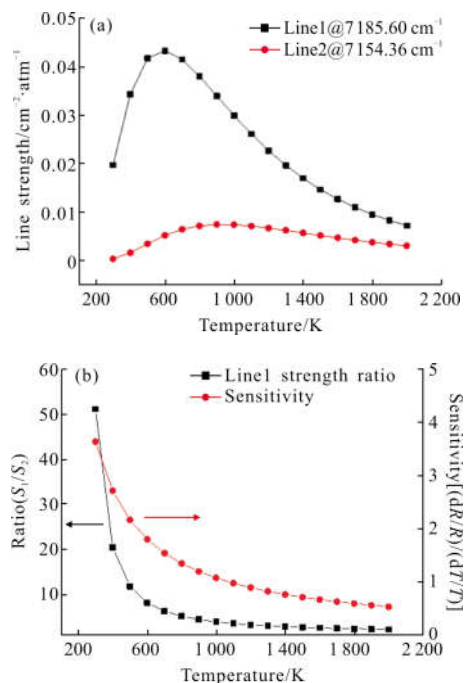 (a)
Line1@7185.60 cm⁻¹
Line2@7154.36 cm⁻¹
Line strength/cm⁻²·atm⁻¹
0.05
0.04
0.03
0.02
0.01
0
200 600 1 000 1 400 1 800 2 200
Temperature/K
(b)
Line1 strength ratio
Sensitivity
Ratio(S₁/S₂)
60
50
40
30
20
10
Sensitivity[(dR/R)/(dT/T)]
5
4
3
2
1
0
200 600 1 000 1 400 1 800 2 200
Temperature/K